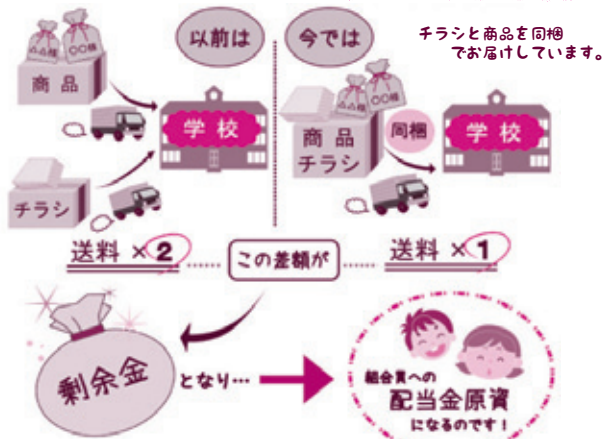 以前は
今では
チラシと商品を同梱
でお届けしています。
△△様 ○○様
商品
学校
チラシ
△△様 ○○様
商品
チラシ
同梱
学校
送料 ×2
この差額が
送料 ×1
剰余金
となり…
組合員への
配当金原資
になるのです！